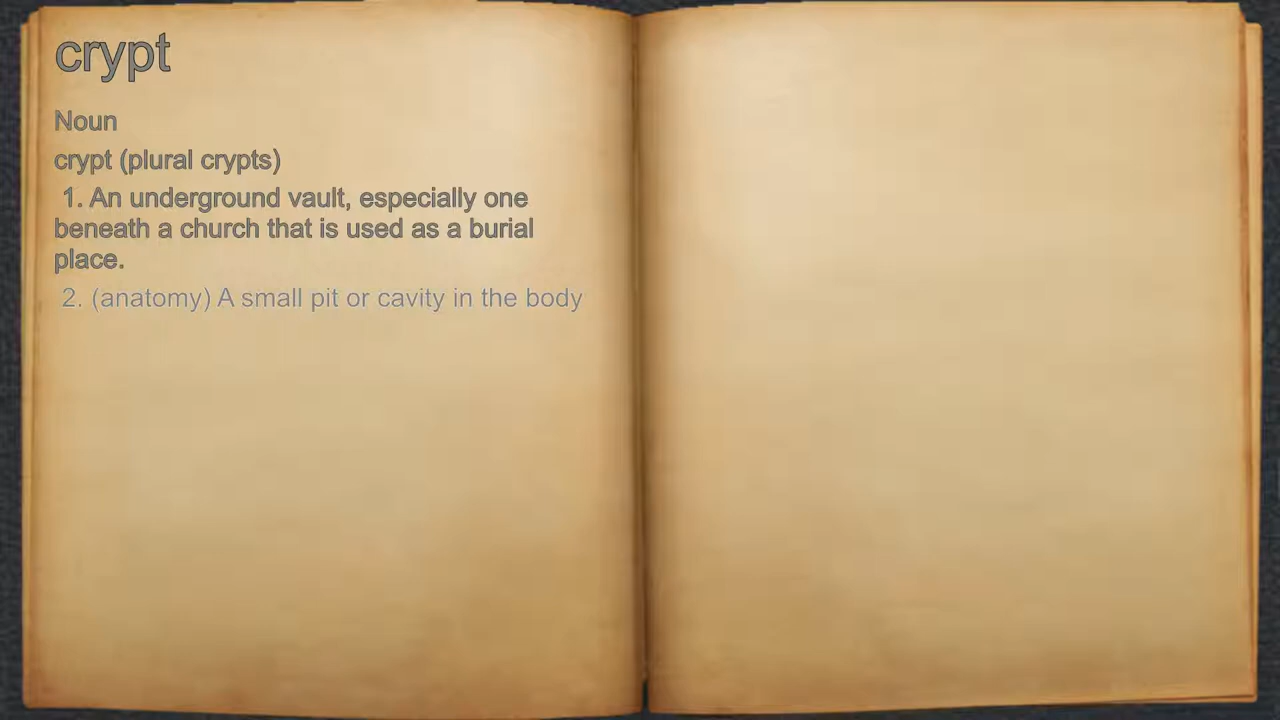 crypt
Noun
crypt (plural crypts)
1. An underground vault, especially one
beneath a church that is used as a burial
place.
2. (anatomy) A small pit or cavity in the body